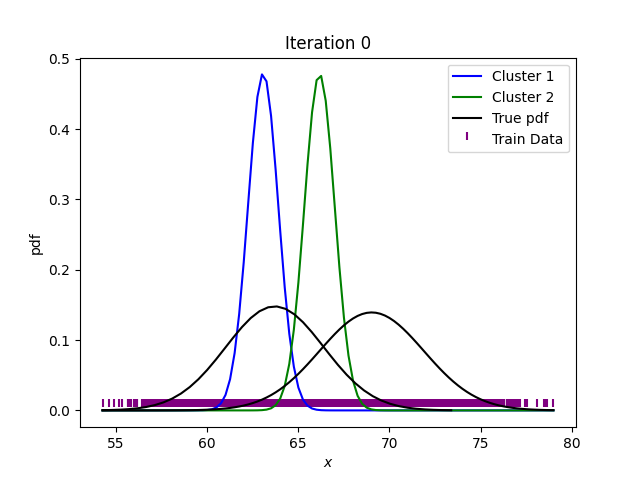 Iteration 0
Cluster 1
Cluster 2
True pdf
Train Data
pdf
0.5
0.4
0.3
0.2
0.1
0.0
55 60 65 70 75 80
x